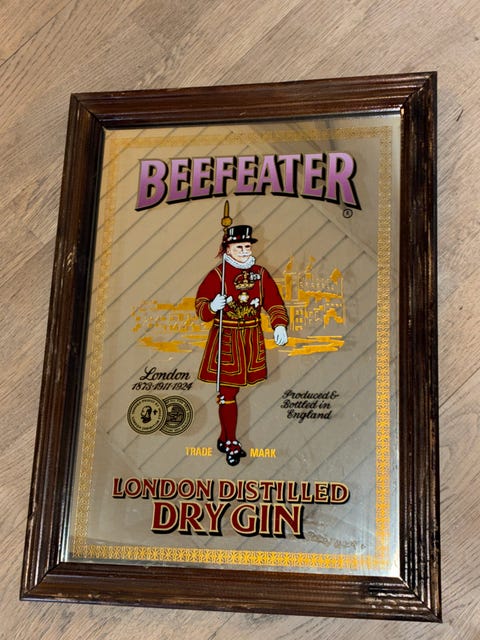 BEEFEATER
®
London
1873·1911·1924
Produced &
Bottled in
England
TRADE MARK
LONDON DISTILLED
DRY GIN